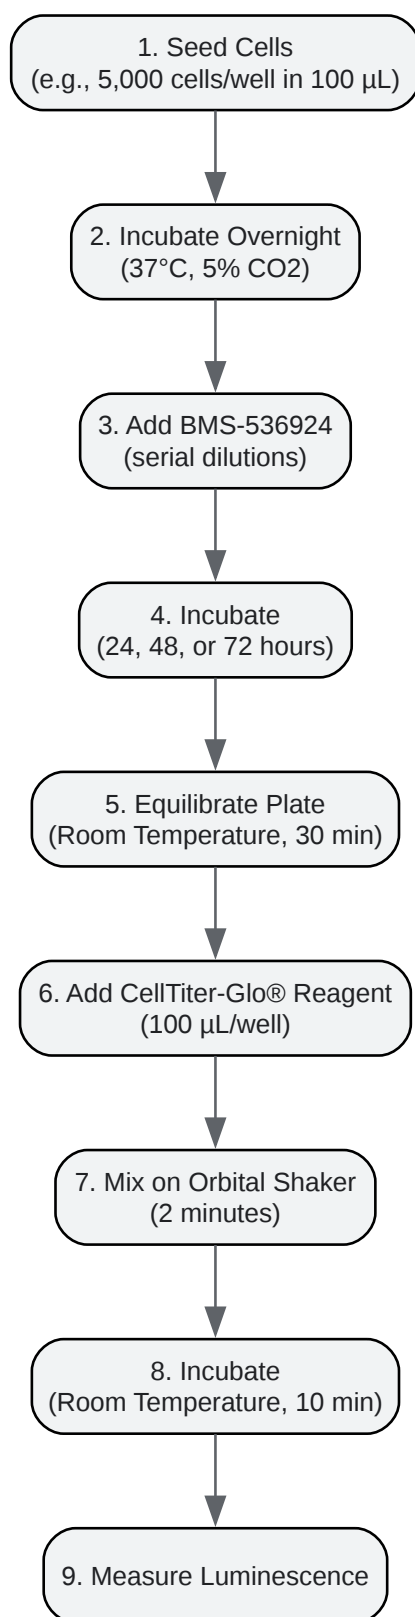 1. Seed Cells
(e.g., 5,000 cells/well in 100 µL)
2. Incubate Overnight
(37°C, 5% CO2)
3. Add BMS-536924
(serial dilutions)
4. Incubate
(24, 48, or 72 hours)
5. Equilibrate Plate
(Room Temperature, 30 min)
6. Add CellTiter-Glo® Reagent
(100 µL/well)
7. Mix on Orbital Shaker
(2 minutes)
8. Incubate
(Room Temperature, 10 min)
9. Measure Luminescence